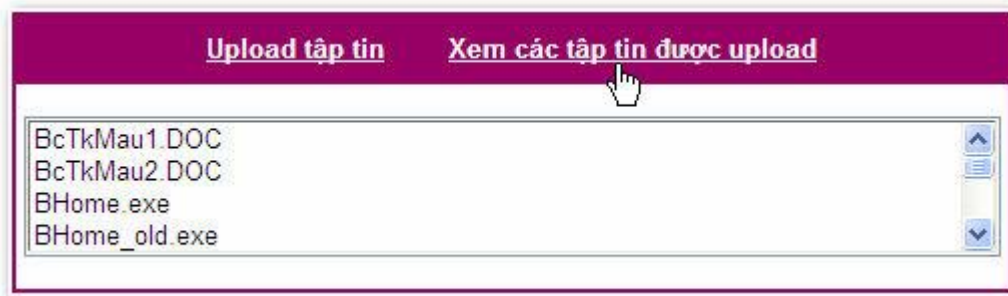 Upload tập tin Xem các tập tin được upload
BcTkMau1.DOC
BcTkMau2.DOC
BHome.exe
BHome_old.exe